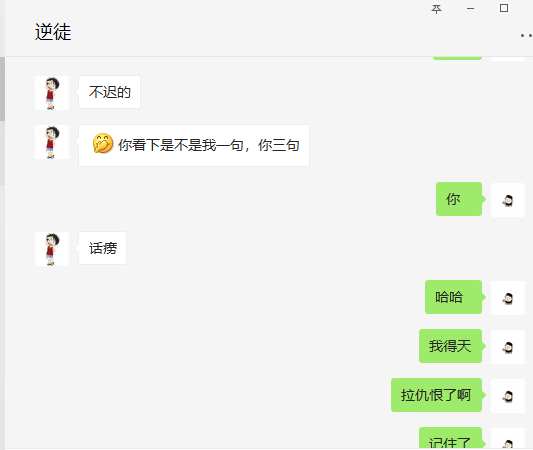 逆徒
不迟的
你看下是不是我一句，你三句
你
话痨
哈哈
我得天
拉仇恨了啊
记住了